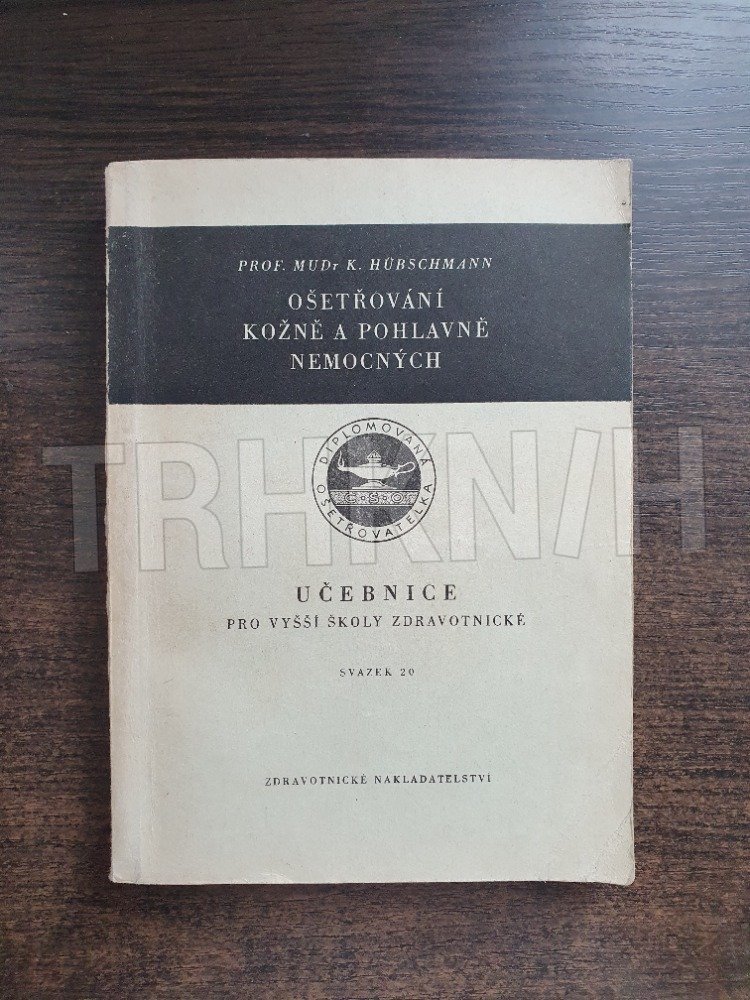 PROF. MUDr K. HÜBSCHMANN
OŠETŘOVÁNÍ
KOŽNĚ A POHLAVNĚ
NEMOCNÝCH
DIPLOMOVANÁ
C·S·O
OŠETŘOVATELKA
TRHKNIH
UČEBNICE
PRO VYŠŠÍ ŠKOLY ZDRAVOTNICKÉ
SVAZEK 20
ZDRAVOTNICKÉ NAKLADATELSTVÍ